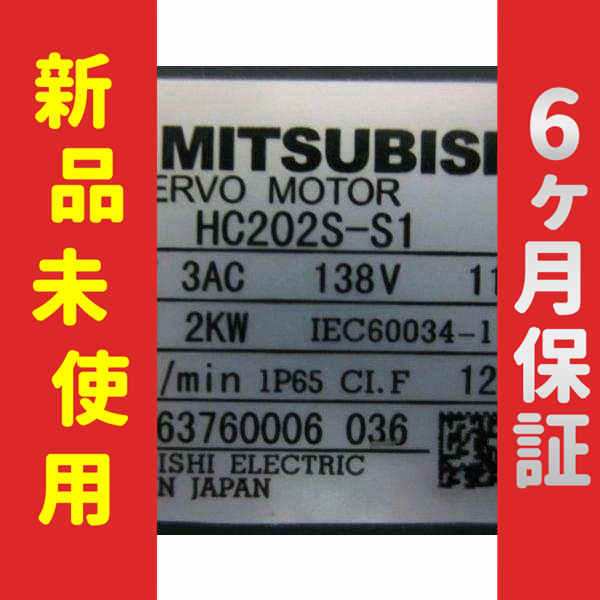 新品未使用
MITSUBISI
ERVO MOTOR
HC202S-S1
3AC 138V 11
2KW IEC60034-1
/min 1P65 CI.F 12
63760006 036
ISHI ELECTRIC
N JAPAN
6ヶ月保証